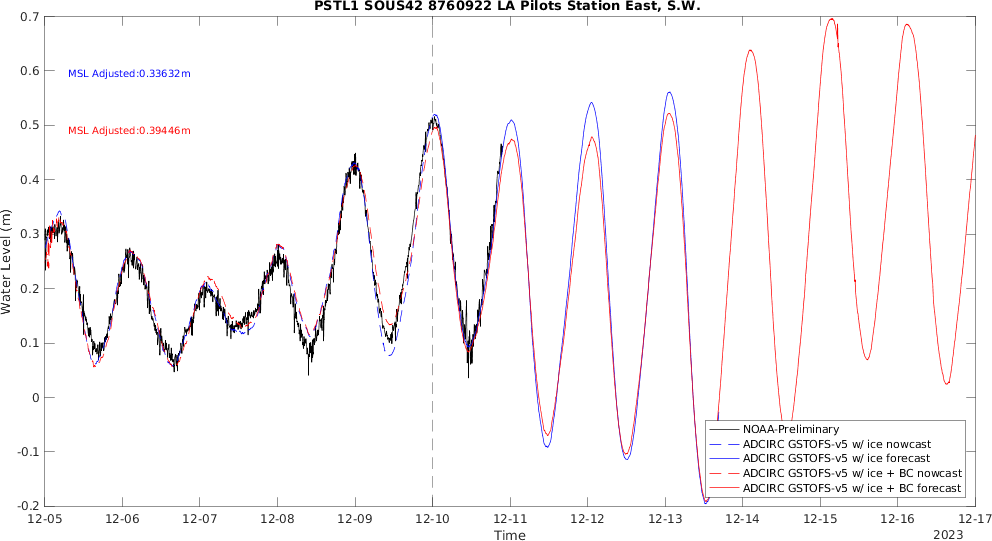 PSTL1 SOUS42 8760922 LA Pilots Station East, S.W.
0.7
0.6
0.5
0.4
0.3
0.2
0.1
0
-0.1
-0.2
Water Level (m)
MSL Adjusted:0.33632m
MSL Adjusted:0.39446m
NOAA-Preliminary
ADCIRC GSTOFS-v5 w/ ice nowcast
ADCIRC GSTOFS-v5 w/ ice forecast
ADCIRC GSTOFS-v5 w/ ice + BC nowcast
ADCIRC GSTOFS-v5 w/ ice + BC forecast
12-05 12-06 12-07 12-08 12-09 12-10 12-11 12-12 12-13 12-14 12-15 12-16 12-17
Time
2023